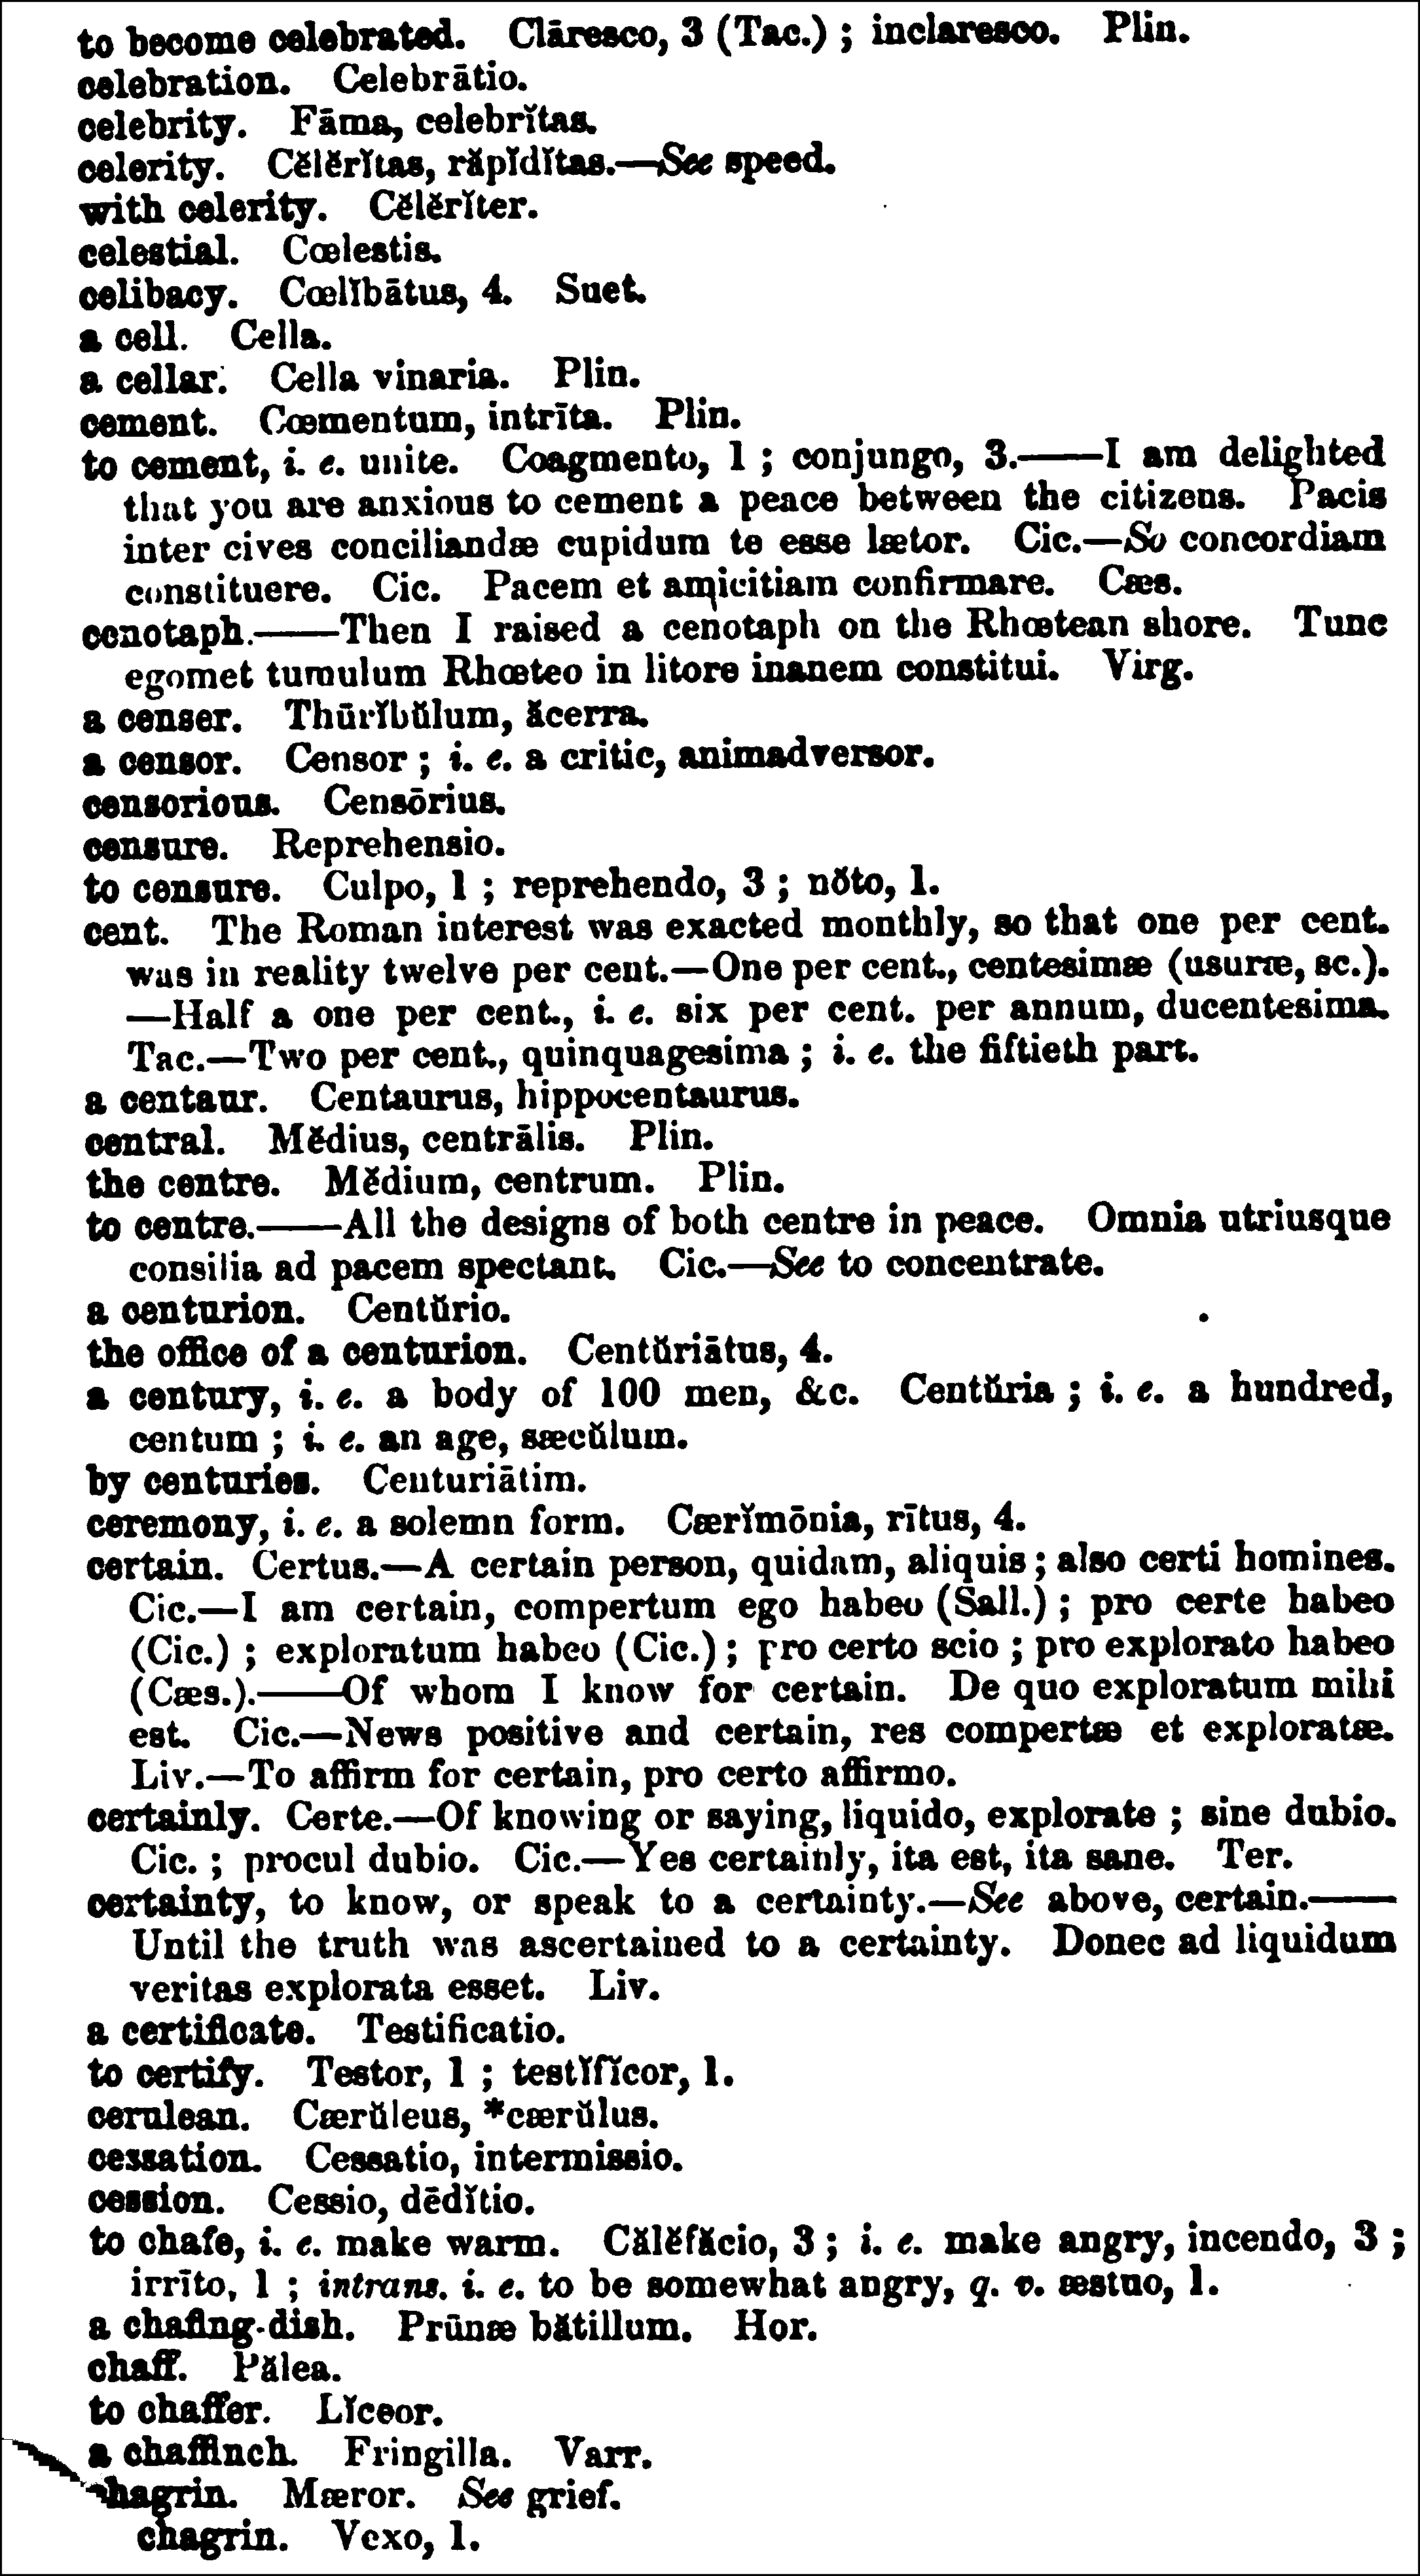 to become celebrated. Clāresco, 3 (Tac.) ; inclaresco. Plin.
celebration. Celebrātio.
celebrity. Fāma, celebrĭtas.
celerity. Cĕlĕrĭtas, răpĭdĭtas.—See speed.
with celerity. Cĕlĕrĭter.
celestial. Cœlestis.
celibacy. Cœlĭbātus, 4. Suet.
a cell. Cella.
a cellar. Cella vinaria. Plin.
cement. Cœmentum, intrīta. Plin.
to cement, i. e. unite. Coagmento, 1 ; conjungo, 3.——I am delighted
that you are anxious to cement a peace between the citizens. Pacis
inter cives conciliandæ cupidum te esse lætor. Cic.—So concordiam
constituere. Cic. Pacem et amicitiam confirmare. Cæs.
cenotaph.——Then I raised a cenotaph on the Rhœtean shore. Tunc
egomet tumulum Rhœteo in litore inanem constitui. Virg.
a censer. Thūrĭbŭlum, ăcerra.
a censor. Censor ; i. e. a critic, animadversor.
censorious. Censōrius.
censure. Reprehensio.
to censure. Culpo, 1 ; reprehendo, 3 ; nŏto, 1.
cent. The Roman interest was exacted monthly, so that one per cent.
was in reality twelve per cent.—One per cent., centesimæ (usuræ, sc.).
—Half a one per cent., i. e. six per cent. per annum, ducentesima.
Tac.—Two per cent., quinquagesima ; i. e. the fiftieth part.
a centaur. Centaurus, hippocentaurus.
central. Mĕdius, centrālis. Plin.
the centre. Mĕdium, centrum. Plin.
to centre.——All the designs of both centre in peace. Omnia utriusque
consilia ad pacem spectant. Cic.—See to concentrate.
a centurion. Centŭrio.
the office of a centurion. Centŭriātus, 4.
a century, i. e. a body of 100 men, &c. Centŭria ; i. e. a hundred,
centum ; i. e. an age, sæcŭlum.
by centuries. Centuriātim.
ceremony, i. e. a solemn form. Cærĭmōnia, rītus, 4.
certain. Certus.—A certain person, quidam, aliquis ; also certi homines.
Cic.—I am certain, compertum ego habeo (Sall.) ; pro certe habeo
(Cic.) ; exploratum habeo (Cic.) ; pro certo scio ; pro explorato habeo
(Cæs.).——Of whom I know for certain. De quo exploratum mihi
est. Cic.—News positive and certain, res compertæ et exploratæ.
Liv.—To affirm for certain, pro certo affirmo.
certainly. Certe.—Of knowing or saying, liquido, explorate ; sine dubio.
Cic. ; procul dubio. Cic.—Yes certainly, ita est, ita sane. Ter.
certainty, to know, or speak to a certainty.—See above, certain.——
Until the truth was ascertained to a certainty. Donec ad liquidum
veritas explorata esset. Liv.
a certificate. Testificatio.
to certify. Testor, 1 ; testĭfĭcor, 1.
cerulean. Cærŭleus, *cærŭlus.
cessation. Cessatio, intermissio.
cession. Cessio, dēdĭtio.
to chafe, i. e. make warm. Călĕfăcio, 3 ; i. e. make angry, incendo, 3 ;
irrīto, 1 ; intrans. i. e. to be somewhat angry, q. v. æstuo, 1.
a chafing-dish. Prūnæ bătillum. Hor.
chaff. Pălea.
to chaffer. Lĭceor.
a chaffinch. Fringilla. Varr.
hagrin. Mæror. See grief.
chagrin. Vexo, 1.